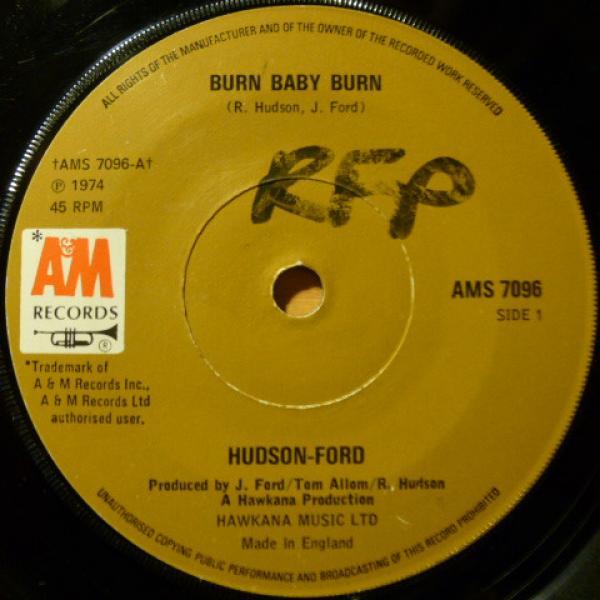 ALL RIGHTS OF THE MANUFACTURER AND OF THE OWNER OF THE RECORDED WORK RESERVED
BURN BABY BURN
(R. Hudson, J. Ford)
†AMS 7096-A†
℗ 1974
45 RPM
RFP
*A&M
RECORDS
®
AMS 7096
SIDE 1
*Trademark of
A & M Records Inc.,
A & M Records Ltd
authorised user.
HUDSON-FORD
Produced by J. Ford/Tom Allom/R. Hudson
A Hawkana Production
HAWKANA MUSIC LTD
Made in England
UNAUTHORISED COPYING PUBLIC PERFORMANCE AND BROADCASTING OF THIS RECORD PROHIBITED